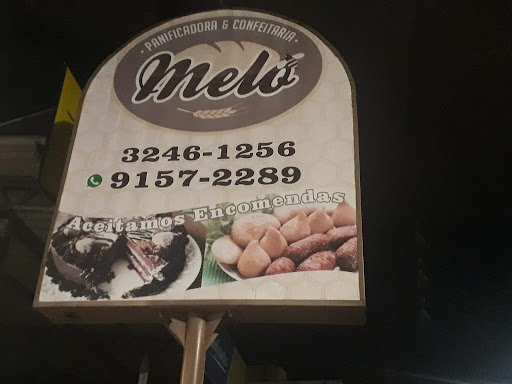 • PANIFICADORA & CONFEITARIA •
Melo
3246-1256
9157-2289
Aceitamos Encomendas